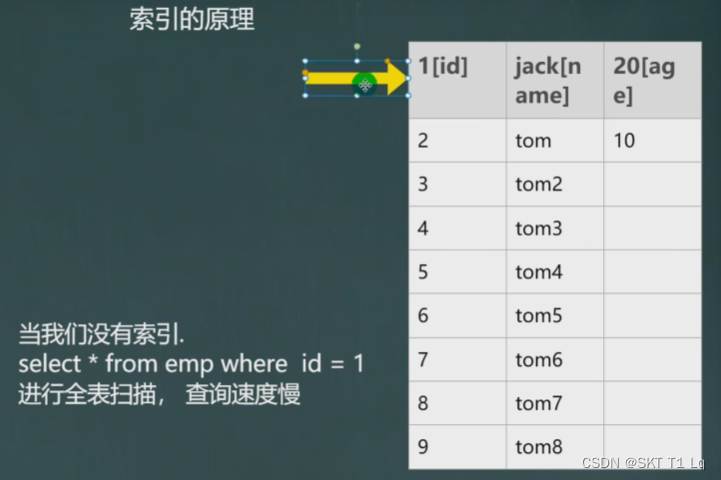 索引的原理
1[id] jack[n 20[ag
ame] e]
2 tom 10
3 tom2
4 tom3
5 tom4
6 tom5
7 tom6
8 tom7
9 tom8
当我们没有索引.
select * from emp where id = 1
进行全表扫描， 查询速度慢
CSDN @SKT T1 Lq